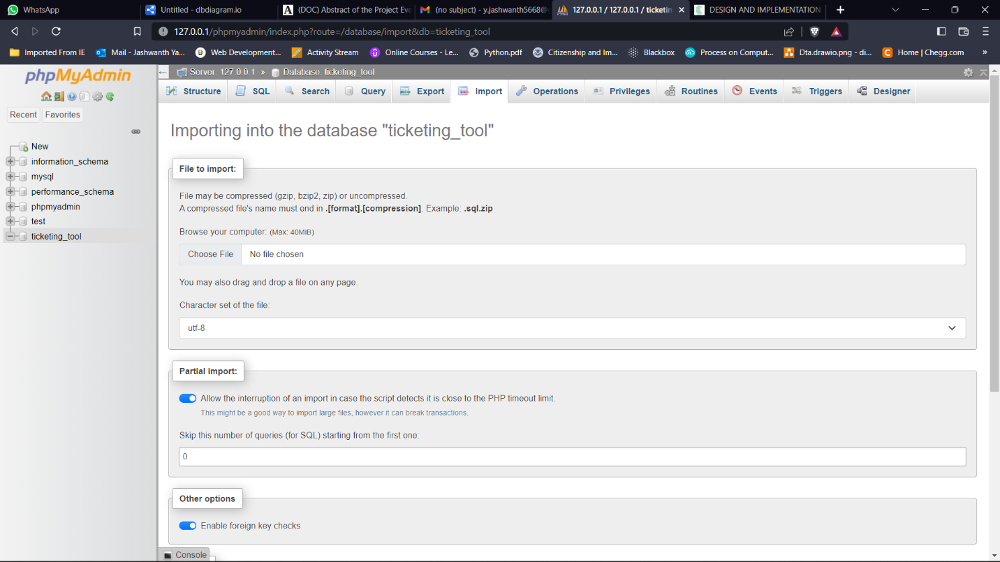 WhatsApp
Untitled - dbdiagram.io
(DOC) Abstract of the Project Eve
(no subject) - y.jashwanth5668@
127.0.0.1 / 127.0.0.1 / ticketin
DESIGN AND IMPLEMENTATION
127.0.0.1/phpmyadmin/index.php?route=/database/import&db=ticketing_tool
Imported From IE
Mail - Jashwanth Ya...
Web Development...
Activity Stream
Online Courses - Le...
Python.pdf
Citizenship and Im...
Blackbox
Process on Comput...
Dta.drawio.png - di...
Home | Chegg.com
»
phpMyAdmin
Recent
Favorites
New
information_schema
mysql
performance_schema
phpmyadmin
test
ticketing_tool
Server: 127.0.0.1 » Database: ticketing_tool
Structure
SQL
Search
Query
Export
Import
Operations
Privileges
Routines
Events
Triggers
Designer
Importing into the database "ticketing_tool"
File to import:
File may be compressed (gzip, bzip2, zip) or uncompressed.
A compressed file's name must end in .[format].[compression]. Example: .sql.zip
Browse your computer: (Max: 40MiB)
Choose File
No file chosen
You may also drag and drop a file on any page.
Character set of the file:
utf-8
Partial import:
Allow the interruption of an import in case the script detects it is close to the PHP timeout limit.
This might be a good way to import large files, however it can break transactions.
Skip this number of queries (for SQL) starting from the first one:
0
Other options
Enable foreign key checks
Console